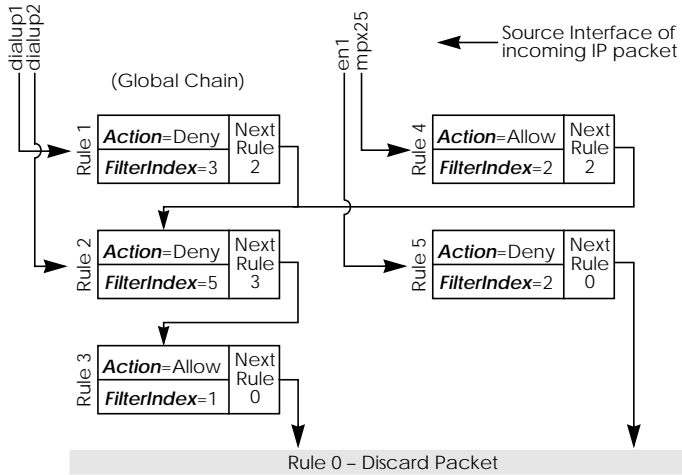 dialup1
dialup2
en1
mpx25
Source Interface of
incoming IP packet
(Global Chain)
Rule 1
Action=Deny
FilterIndex=3
Next
Rule
2
Rule 4
Action=Allow
FilterIndex=2
Next
Rule
2
Rule 2
Action=Deny
FilterIndex=5
Next
Rule
3
Rule 5
Action=Deny
FilterIndex=2
Next
Rule
0
Rule 3
Action=Allow
FilterIndex=1
Next
Rule
0
Rule 0 – Discard Packet